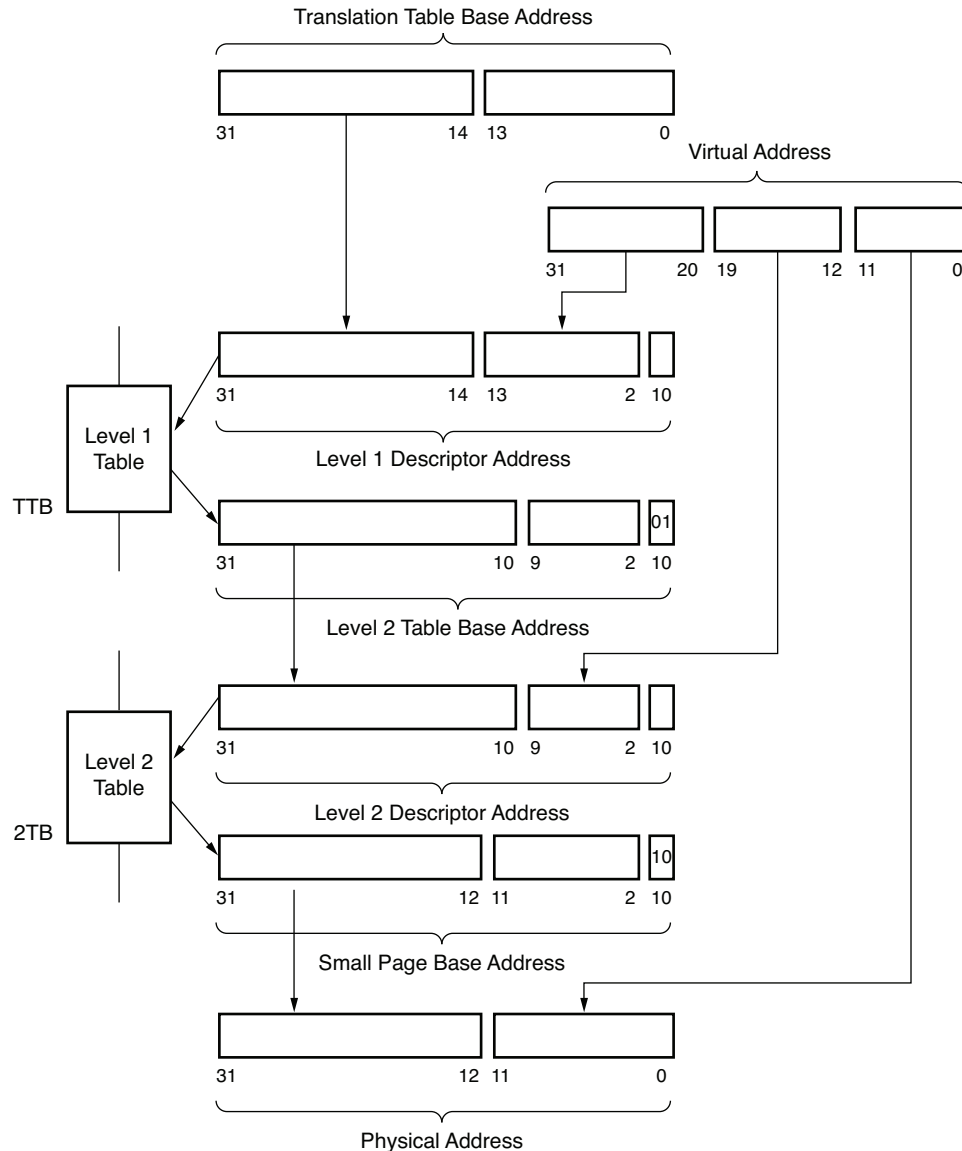 Translation Table Base Address
31 14 13 0
Virtual Address
31 20 19 12 11 0
31 14 13 2 10
Level 1
Table
Level 1 Descriptor Address
TTB
01
31 10 9 2 10
Level 2 Table Base Address
31 10 9 2 10
Level 2
Table
Level 2 Descriptor Address
2TB
10
31 12 11 2 10
Small Page Base Address
31 12 11 0
Physical Address